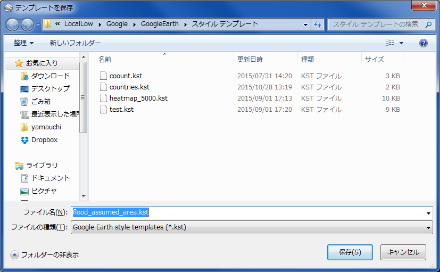 テンプレートを保存
« LocalLow ▸ Google ▸ GoogleEarth ▸ スタイル テンプレート
スタイル テンプレートの検索
整理 新しいフォルダー
お気に入り
ダウンロード
デスクトップ
ごみ箱
最近表示した場所
yamauchi
Dropbox
ライブラリ
ドキュメント
ピクチャ
名前 更新日時 種類 サイズ
coount.kst 2015/07/31 14:20 KST ファイル 3 KB
countries.kst 2015/10/28 13:19 KST ファイル 2 KB
heatmap_5000.kst 2015/09/01 17:13 KST ファイル 10 KB
test.kst 2015/09/01 17:20 KST ファイル 9 KB
ファイル名(N): flood_assumed_area.kst
ファイルの種類(T): Google Earth style templates (*.kst)
フォルダーの非表示
保存(S) キャンセル